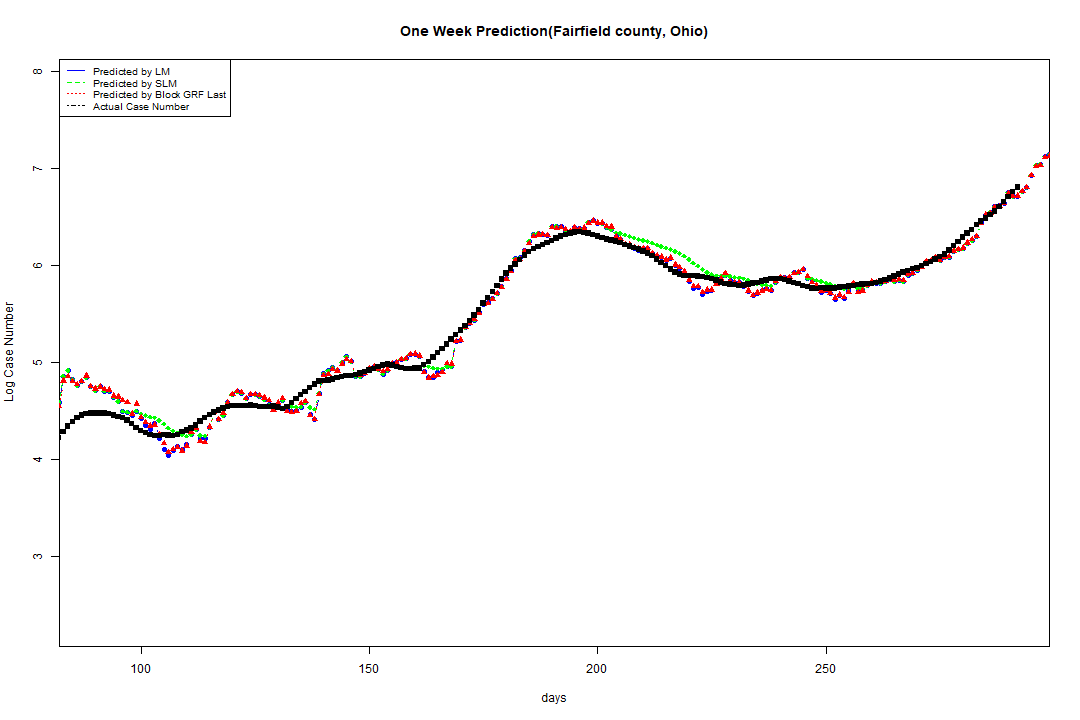 One Week Prediction(Fairfield county, Ohio)
Predicted by LM
Predicted by SLM
Predicted by Block GRF Last
Actual Case Number
8
7
6
5
4
3
Log Case Number
100 150 200 250
days